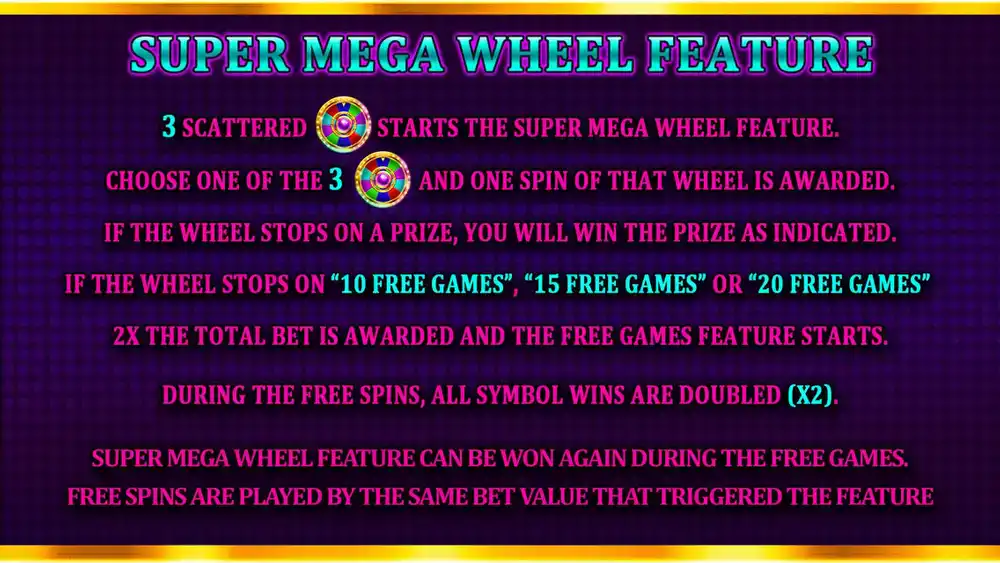 SUPER MEGA WHEEL FEATURE
3 SCATTERED STARTS THE SUPER MEGA WHEEL FEATURE.
CHOOSE ONE OF THE 3 AND ONE SPIN OF THAT WHEEL IS AWARDED.
IF THE WHEEL STOPS ON A PRIZE, YOU WILL WIN THE PRIZE AS INDICATED.
IF THE WHEEL STOPS ON “10 FREE GAMES”, “15 FREE GAMES” OR “20 FREE GAMES”
2X THE TOTAL BET IS AWARDED AND THE FREE GAMES FEATURE STARTS.
DURING THE FREE SPINS, ALL SYMBOL WINS ARE DOUBLED (X2).
SUPER MEGA WHEEL FEATURE CAN BE WON AGAIN DURING THE FREE GAMES.
FREE SPINS ARE PLAYED BY THE SAME BET VALUE THAT TRIGGERED THE FEATURE